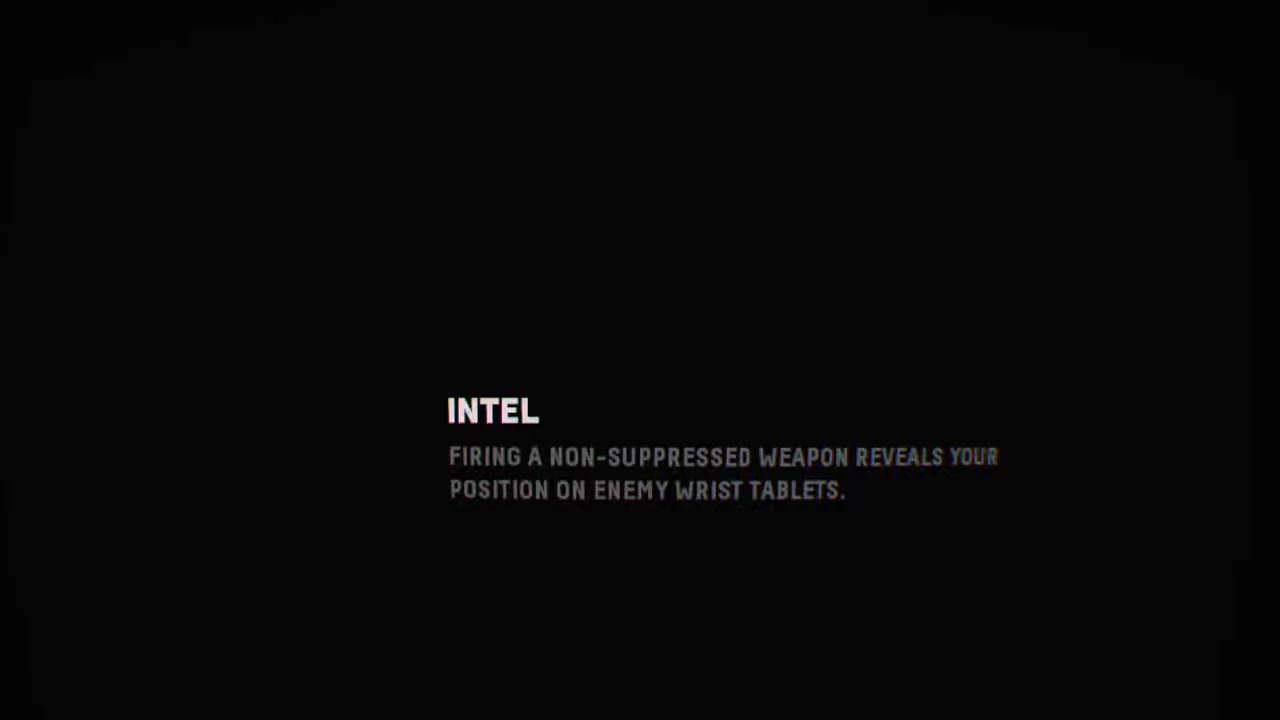 INTEL
FIRING A NON-SUPPRESSED WEAPON REVEALS YOUR
POSITION ON ENEMY WRIST TABLETS.